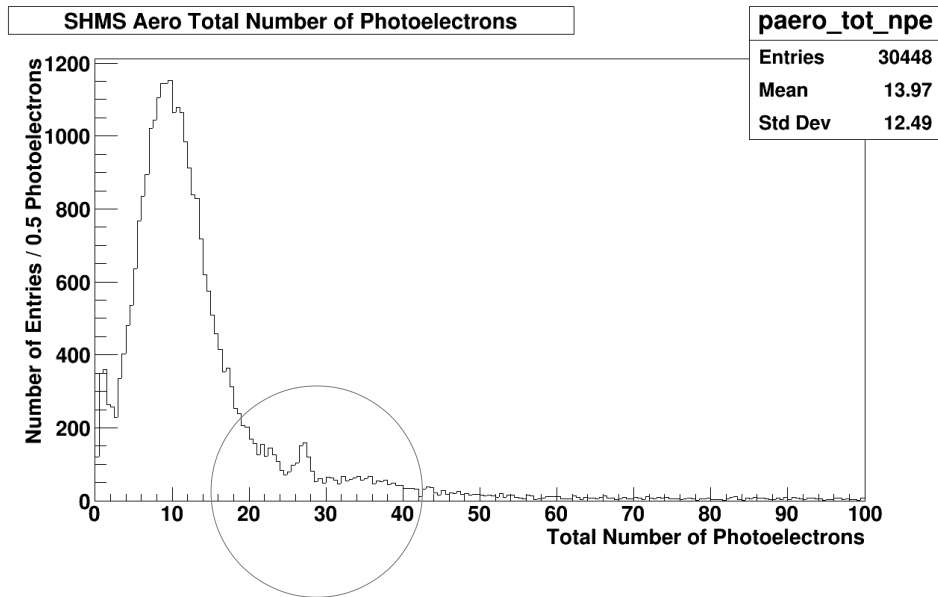 SHMS Aero Total Number of Photoelectrons
paero_tot_npe
Entries 30448
Mean 13.97
Std Dev 12.49
Number of Entries / 0.5 Photoelectrons
1200
1000
800
600
400
200
0
0 10 20 30 40 50 60 70 80 90 100
Total Number of Photoelectrons